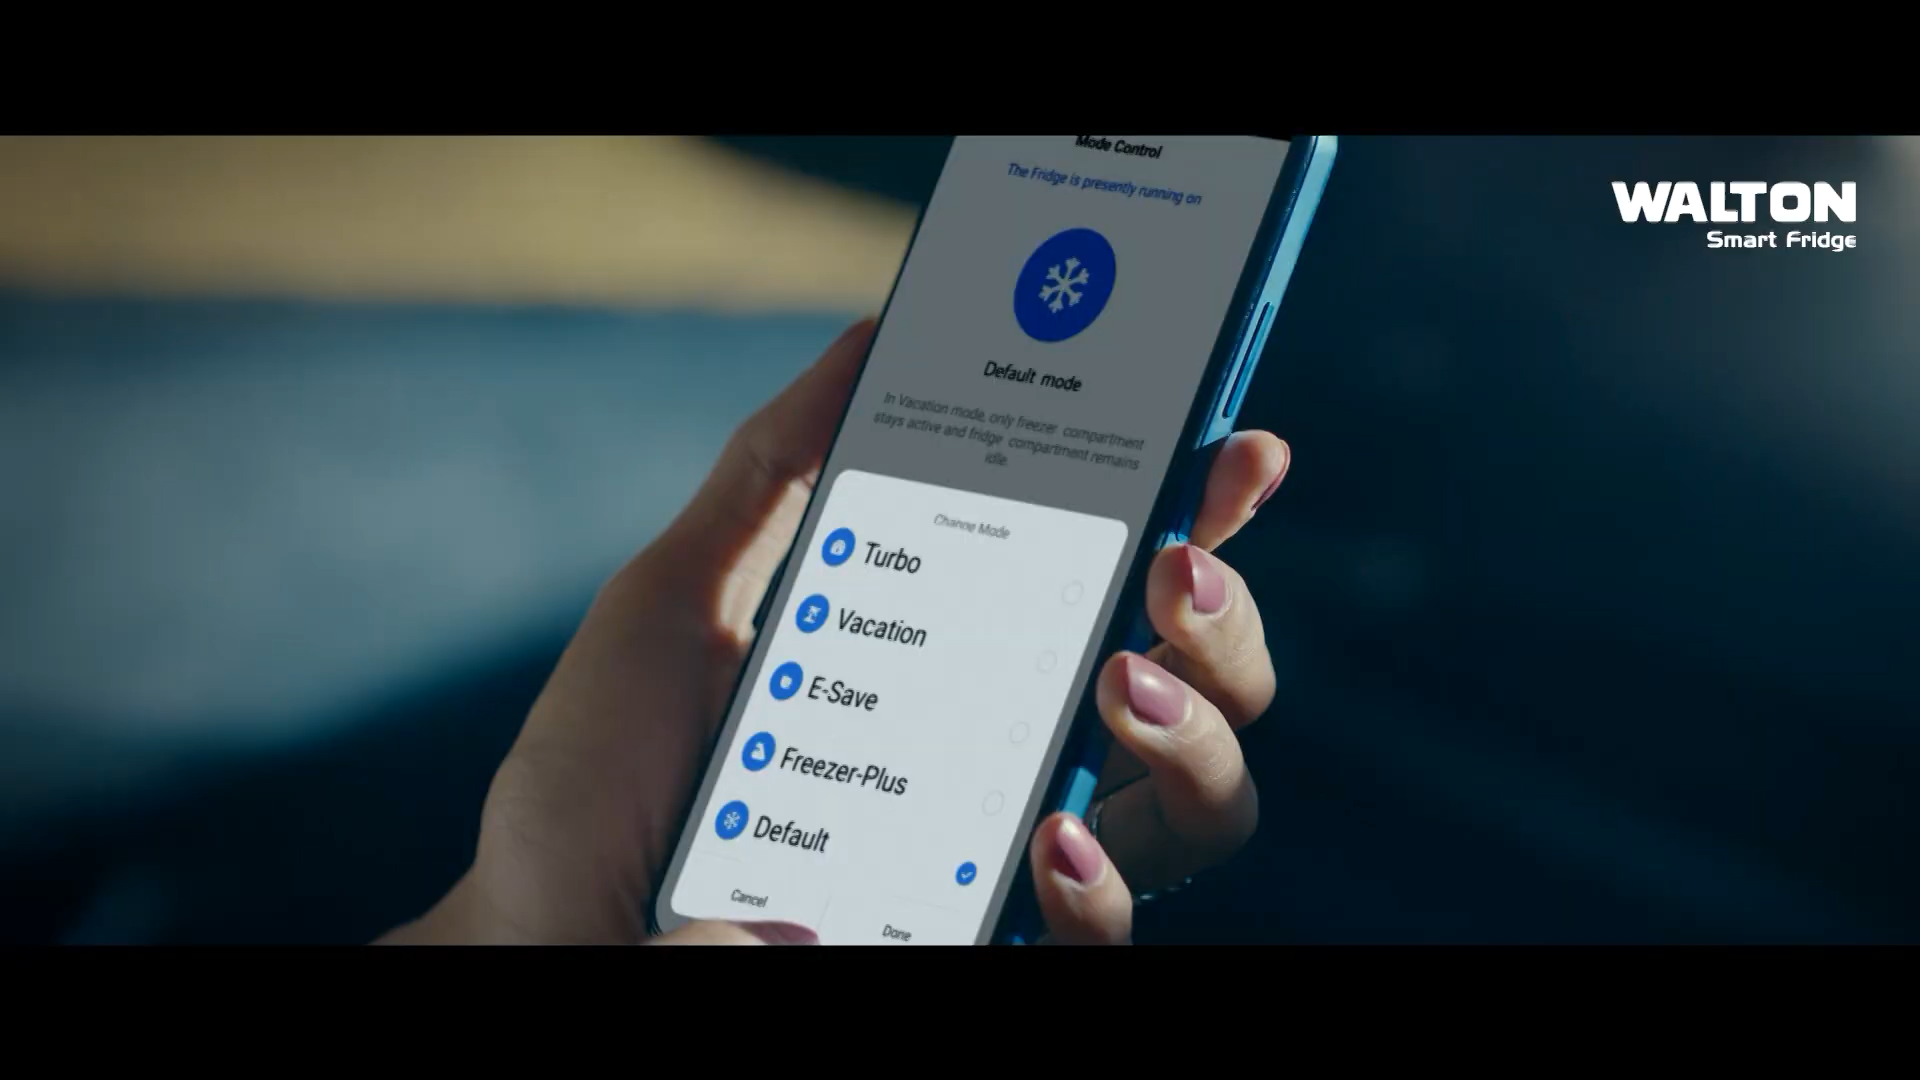 Mode Control
The Fridge is presently running on
WALTON
Smart Fridge
Default mode
In Vacation mode, only freezer compartment
stays active and fridge compartment remains
idle.
Change Mode
Turbo
Vacation
E-Save
Freezer-Plus
Default
Cancel
Done